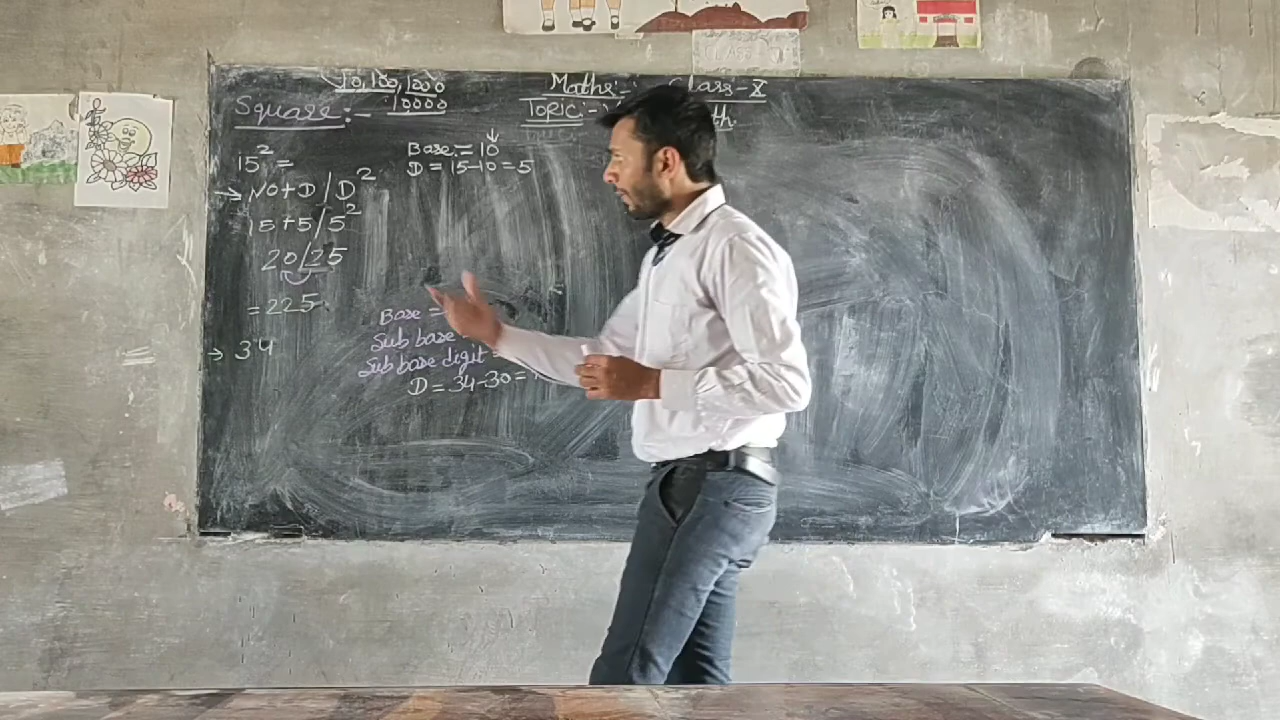 10, 100, 1000
10000
Maths:- Class-X
TOPIC:-
Square:-
15² =
Base = 10
D = 15-10 = 5
→ NO+D/D²
15+5/5²
20/25
= 225
Base =
Sub base
Sub base digit
→ 34
D = 34-30 =